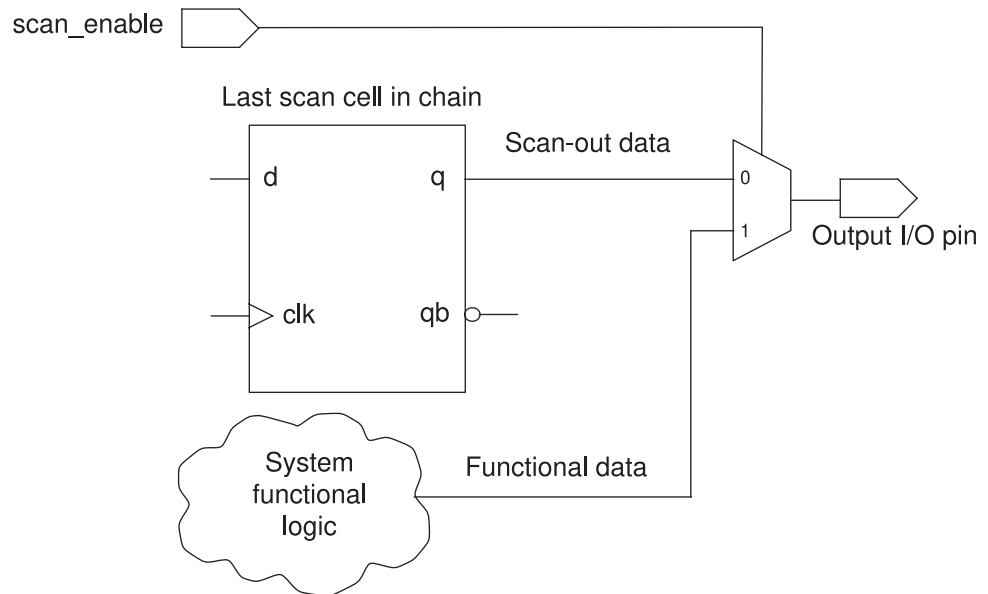 scan_enable
Last scan cell in chain
Scan-out data
d
q
0
1
Output I/O pin
clk
qb
System
functional
logic
Functional data